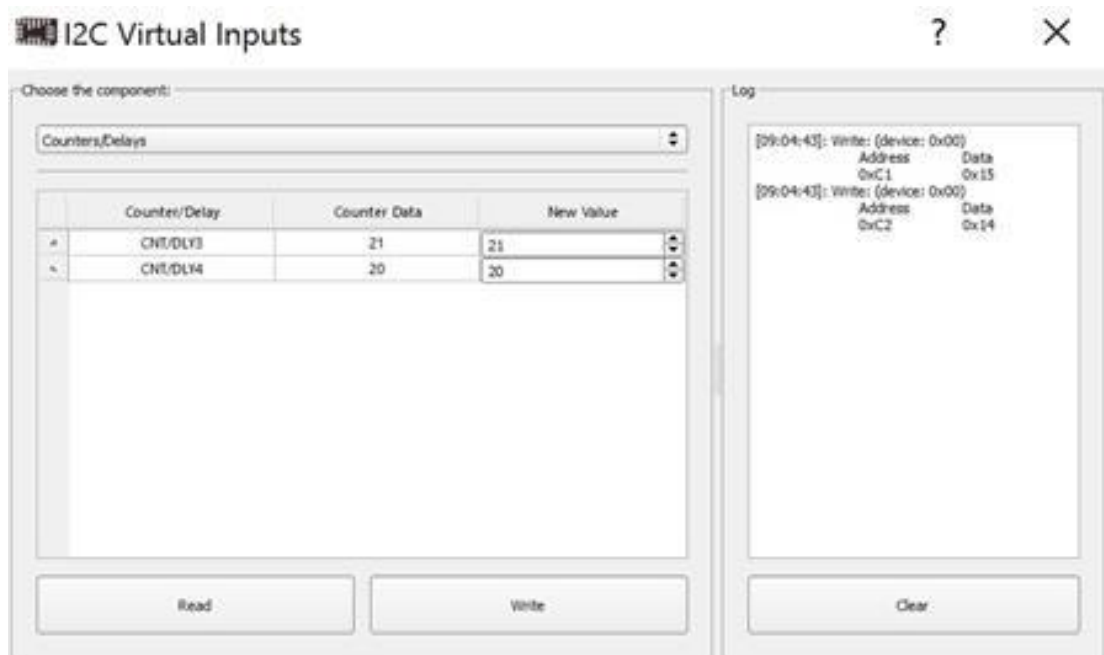 I2C Virtual Inputs ? X
Choose the component:
Counters/Delays
Counter/Delay Counter Data New Value
CNT/DLY3 21 21
CNT/DLY4 20 20
Read Write
Log
[09:04:43]: Write: (device: 0x00)
Address Data
0xC1 0x15
[09:04:43]: Write: (device: 0x00)
Address Data
0xC2 0x14
Clear